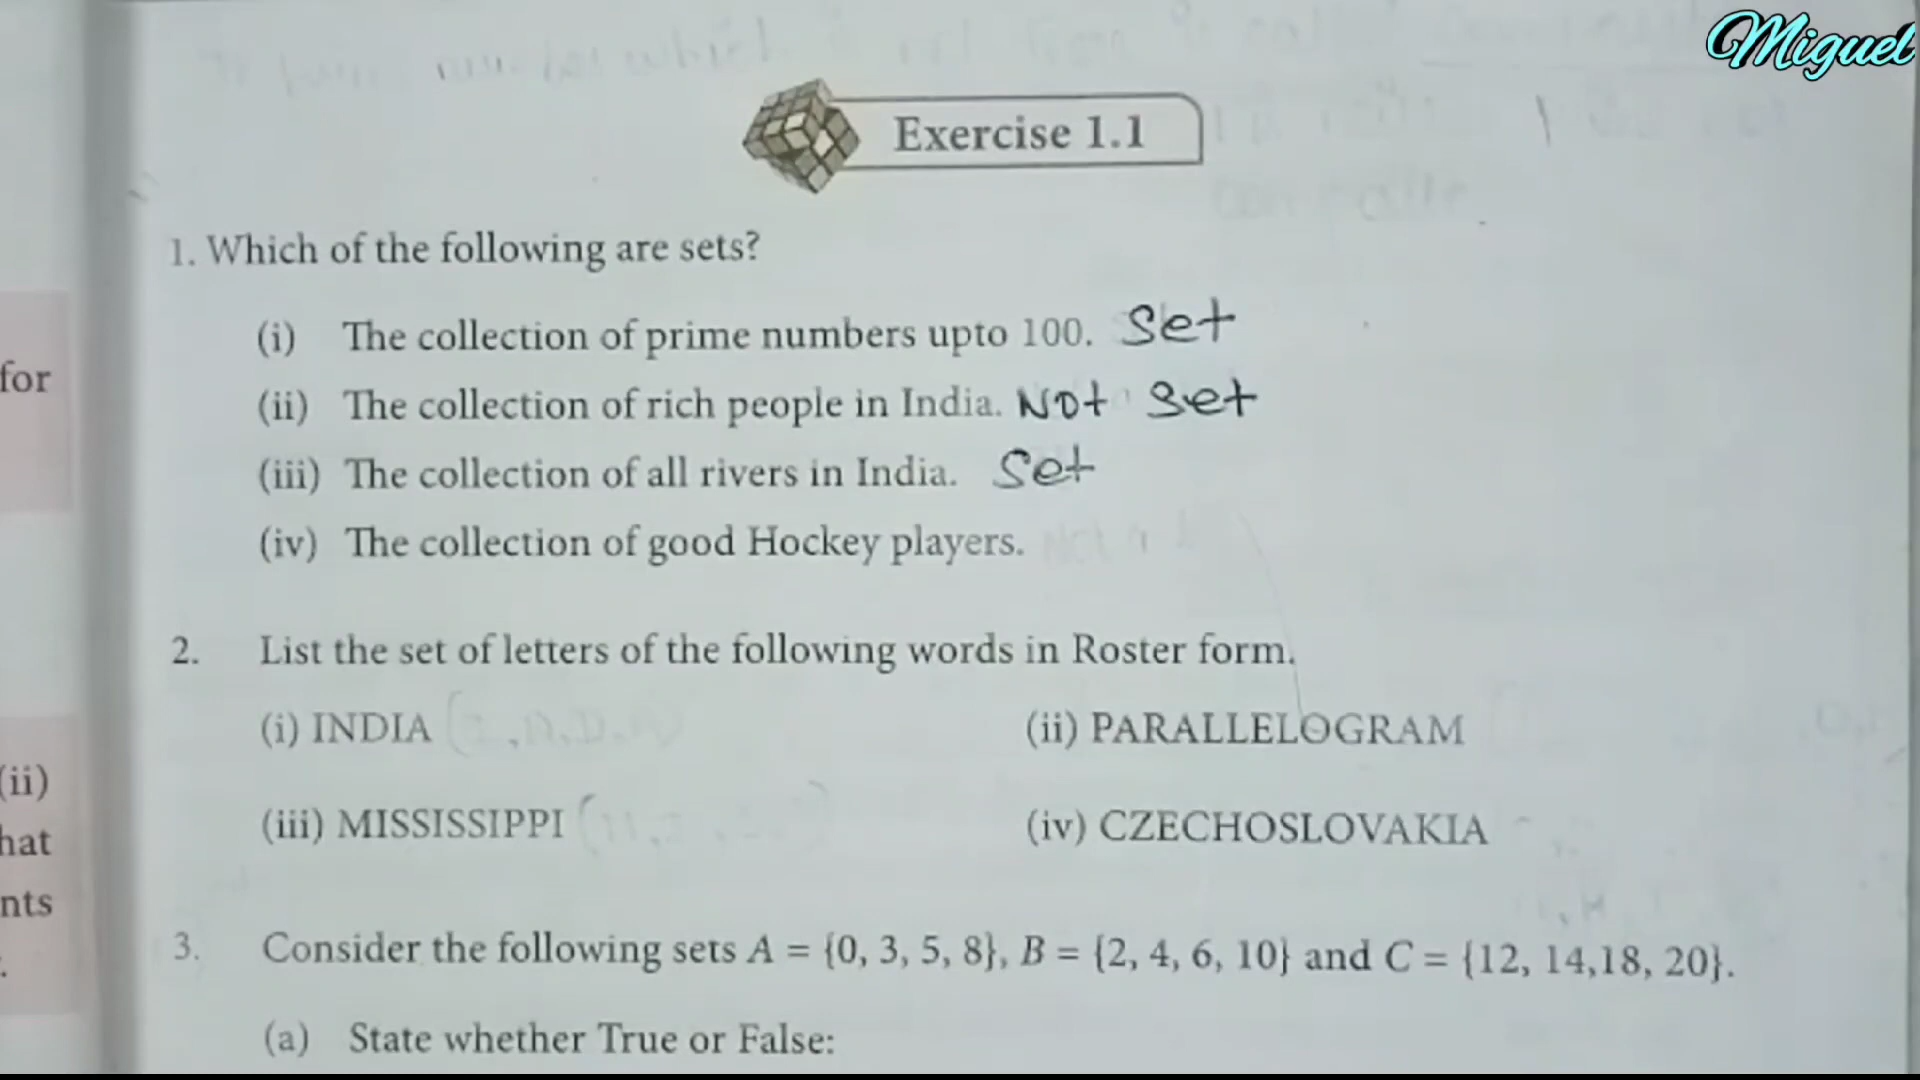 Miguel
Exercise 1.1
1. Which of the following are sets?
(i) The collection of prime numbers upto 100. Set
(ii) The collection of rich people in India. Not Set
for
(iii) The collection of all rivers in India. Set
(iv) The collection of good Hockey players.
2. List the set of letters of the following words in Roster form.
(i) INDIA (ii) PARALLELOGRAM
(ii)
(iii) MISSISSIPPI (iv) CZECHOSLOVAKIA
hat
nts
3. Consider the following sets A = {0, 3, 5, 8}, B = {2, 4, 6, 10} and C = {12, 14,18, 20}.
(a) State whether True or False: